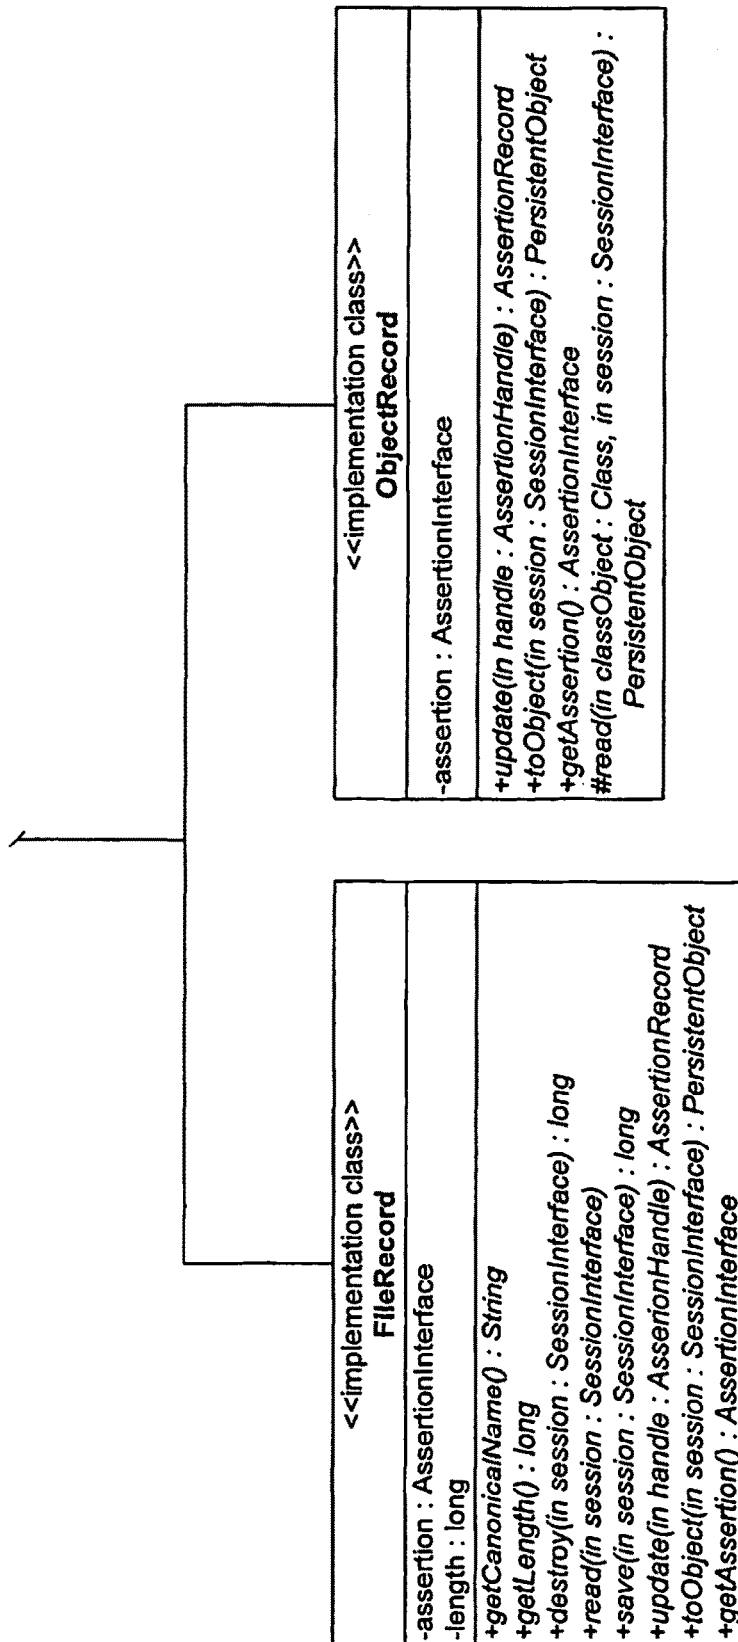 <<implementation class>>
FileRecord
-assertion : AssertionInterface
-length : long
+getCanonicalName() : String
+getLength() : long
+destroy(in session : SessionInterface) : long
+read(in session : SessionInterface)
+save(in session : SessionInterface) : long
+update(in handle : AsserionHandle) : AssertionRecord
+toObject(in session : SessionInterface) : PersistentObject
+getAssertion() : AssertionInterface
<<implementation class>>
ObjectRecord
-assertion : AssertionInterface
+update(in handle : AssertionHandle) : AssertionRecord
+toObject(in session : SessionInterface) : PersistentObject
+getAssertion() : AssertionInterface
#read(in classObject : Class, in session : SessionInterface) :
PersistentObject